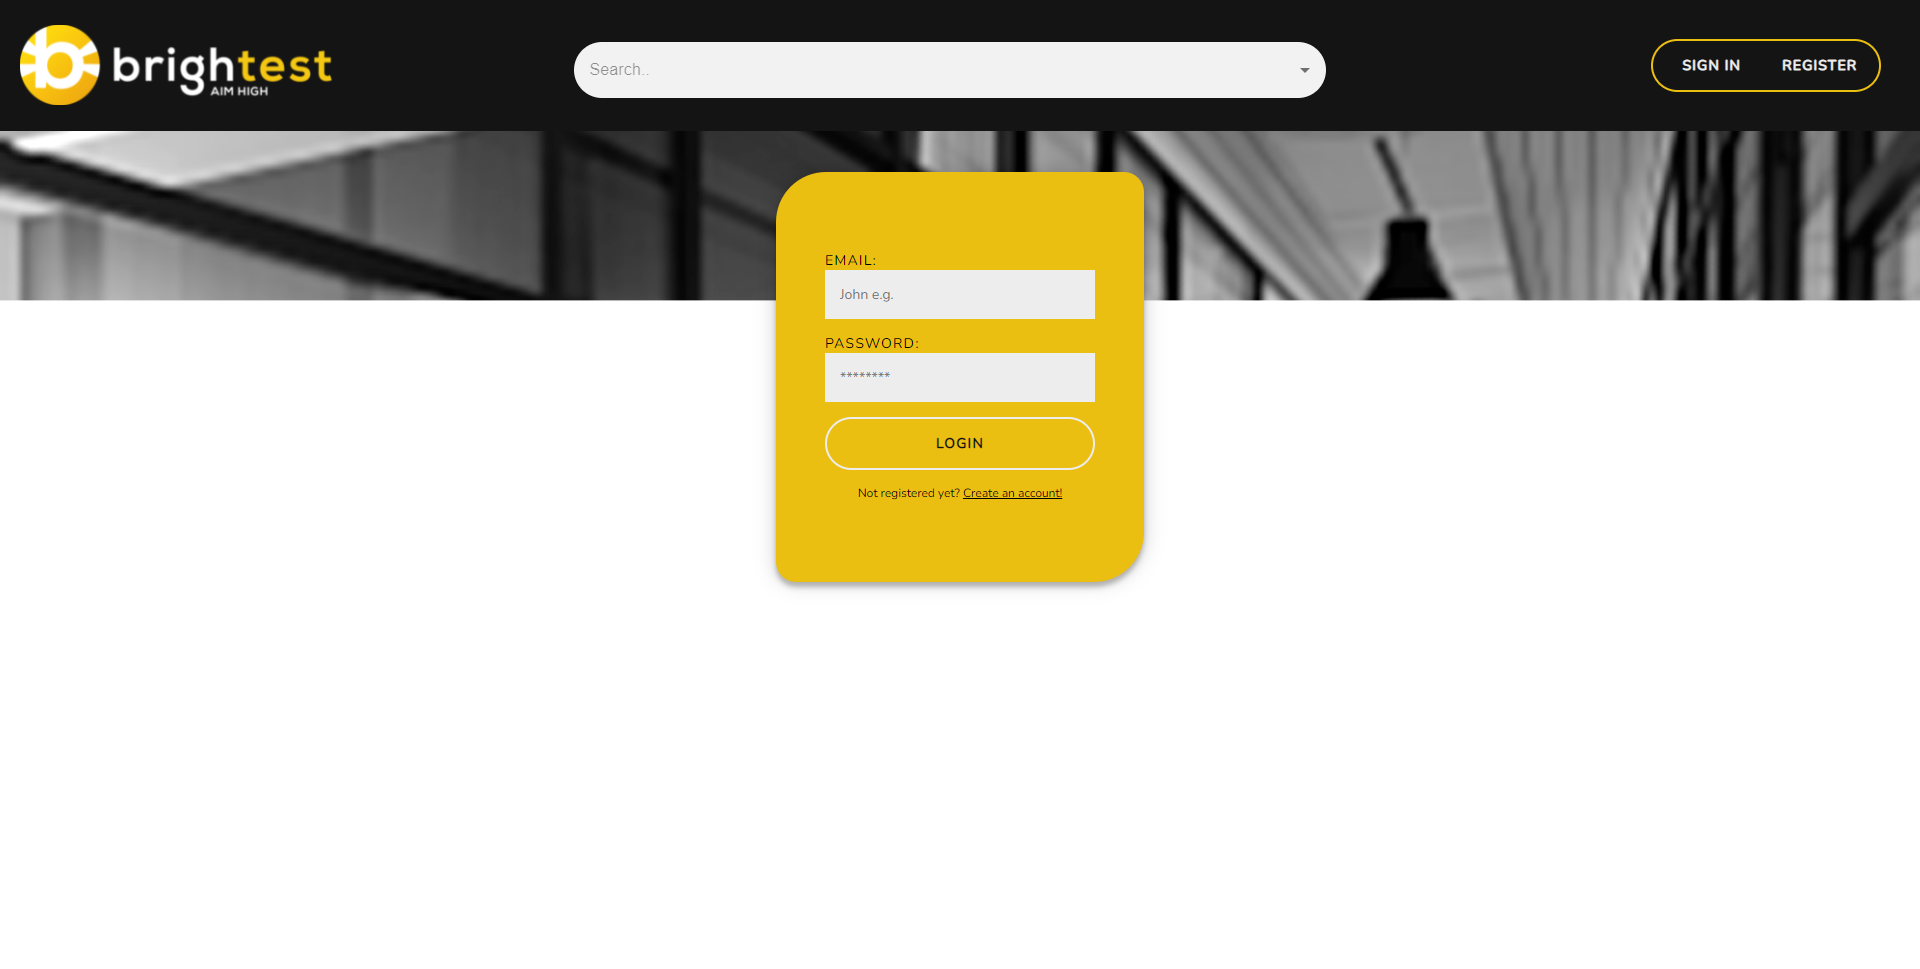 brightest
AIM HIGH
Search..
SIGN IN REGISTER
EMAIL:
John e.g.
PASSWORD:
********
LOGIN
Not registered yet? Create an account!